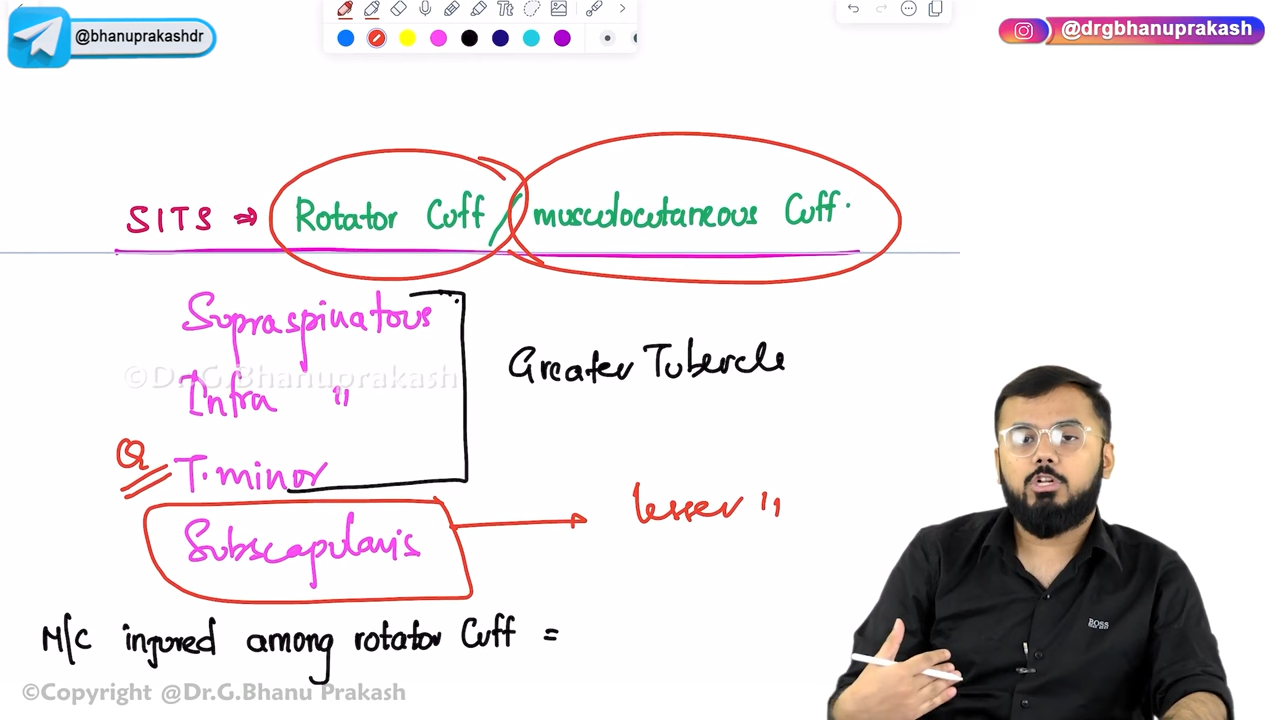 @bhanuprakashdr
Tt
@drgbhanuprakash
SITS ⇒ Rotator Cuff / musculocutaneous Cuff.
Supraspinatous
©Dr.G.Bhanuprakash
Greater Tubercle
Infra "
Q
T. minor
lesser "
Subscapularis
BOSS
M/C injured among rotator Cuff =
©Copyright @Dr.G.Bhanu Prakash